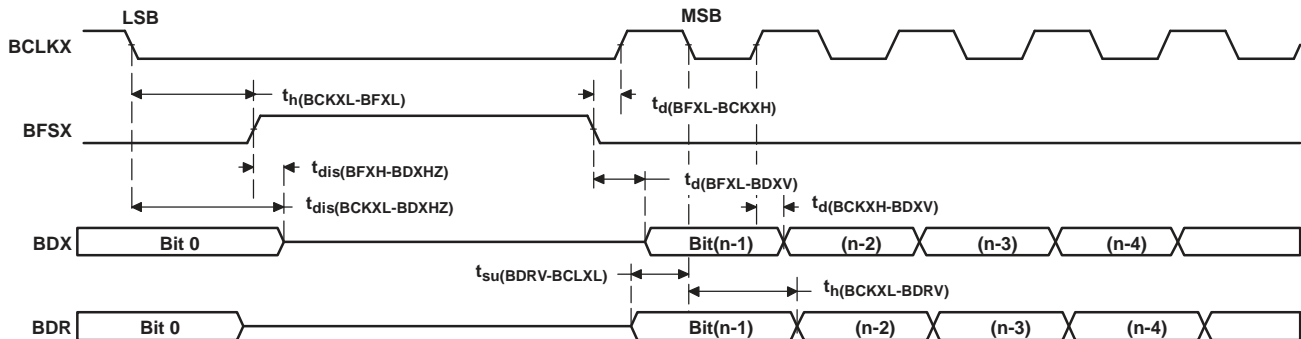 LSB MSB
BCLKX
th(BCKXL-BFXL) td(BFXL-BCKXH)
BFSX
tdis(BFXH-BDXHZ) td(BFXL-BDXV)
tdis(BCKXL-BDXHZ) td(BCKXH-BDXV)
BDX Bit 0 Bit(n-1) (n-2) (n-3) (n-4)
tsu(BDRV-BCLXL) th(BCKXL-BDRV)
BDR Bit 0 Bit(n-1) (n-2) (n-3) (n-4)